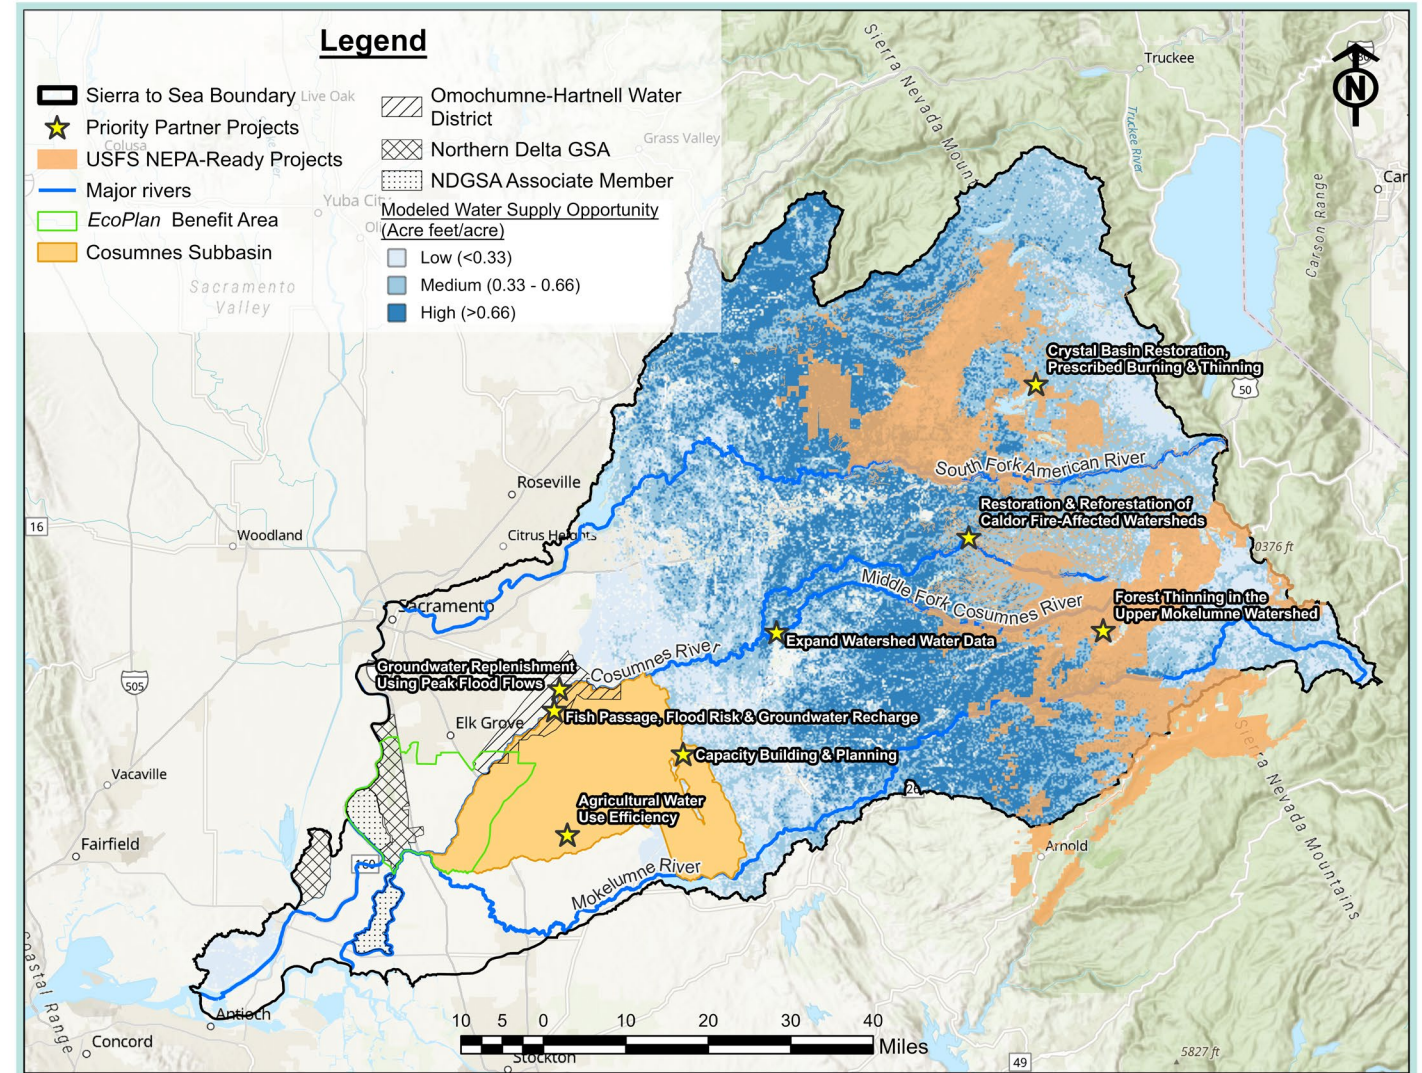 Legend
Sierra to Sea Boundary
Priority Partner Projects
USFS NEPA-Ready Projects
Major rivers
EcoPlan Benefit Area
Cosumnes Subbasin
Omochumne-Hartnell Water
District
Northern Delta GSA
NDGSA Associate Member
Modeled Water Supply Opportunity
(Acre feet/acre)
Low (<0.33)
Medium (0.33 - 0.66)
High (>0.66)
Live Oak
Colusa
Yuba City
Grass Valley
Sacramento
Valley
Sierra Nevada Mount
Truckee
Truckee River
N
Carson Range
Car
50
Crystal Basin Restoration,
Prescribed Burning & Thinning
South Fork American River
Roseville
16
Woodland
Citrus Heights
Restoration & Reforestation of
Caldor Fire-Affected Watersheds
0376 ft
Sacramento
Middle Fork Cosumnes River
Forest Thinning in the
Upper Mokelumne Watershed
Expand Watershed Water Data
505
Groundwater Replenishment
Using Peak Flood Flows
Cosumnes River
Elk Grove
Fish Passage, Flood Risk & Groundwater Recharge
Capacity Building & Planning
Vacaville
26
Agricultural Water
Use Efficiency
Sierra Nevada Mountains
Fairfield
160
Arnold
Mokelumne River
Coastal Range
Antioch
Concord
10 5 0 10 20 30 40
Miles
Stockton
49
5827 ft